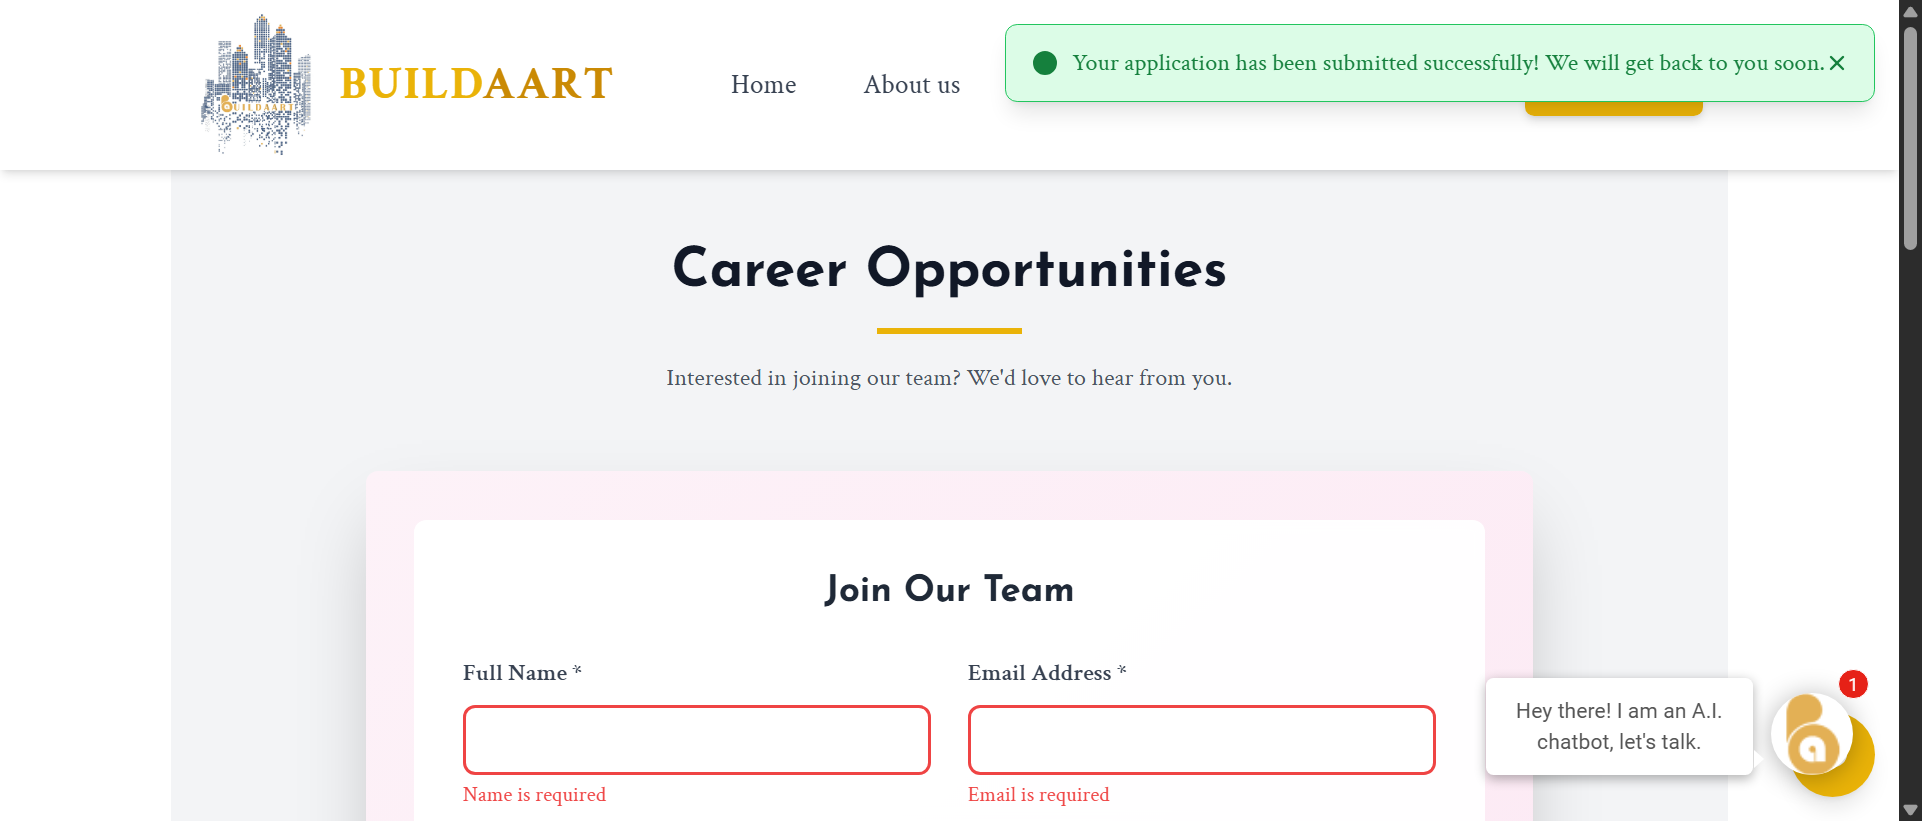 BUILDAART
BUILDAART
Home
About us
Your application has been submitted successfully! We will get back to you soon.
Career Opportunities
Interested in joining our team? We'd love to hear from you.
Join Our Team
Full Name *
Email Address *
Name is required
Email is required
Hey there! I am an A.I.
chatbot, let's talk.
1
ba